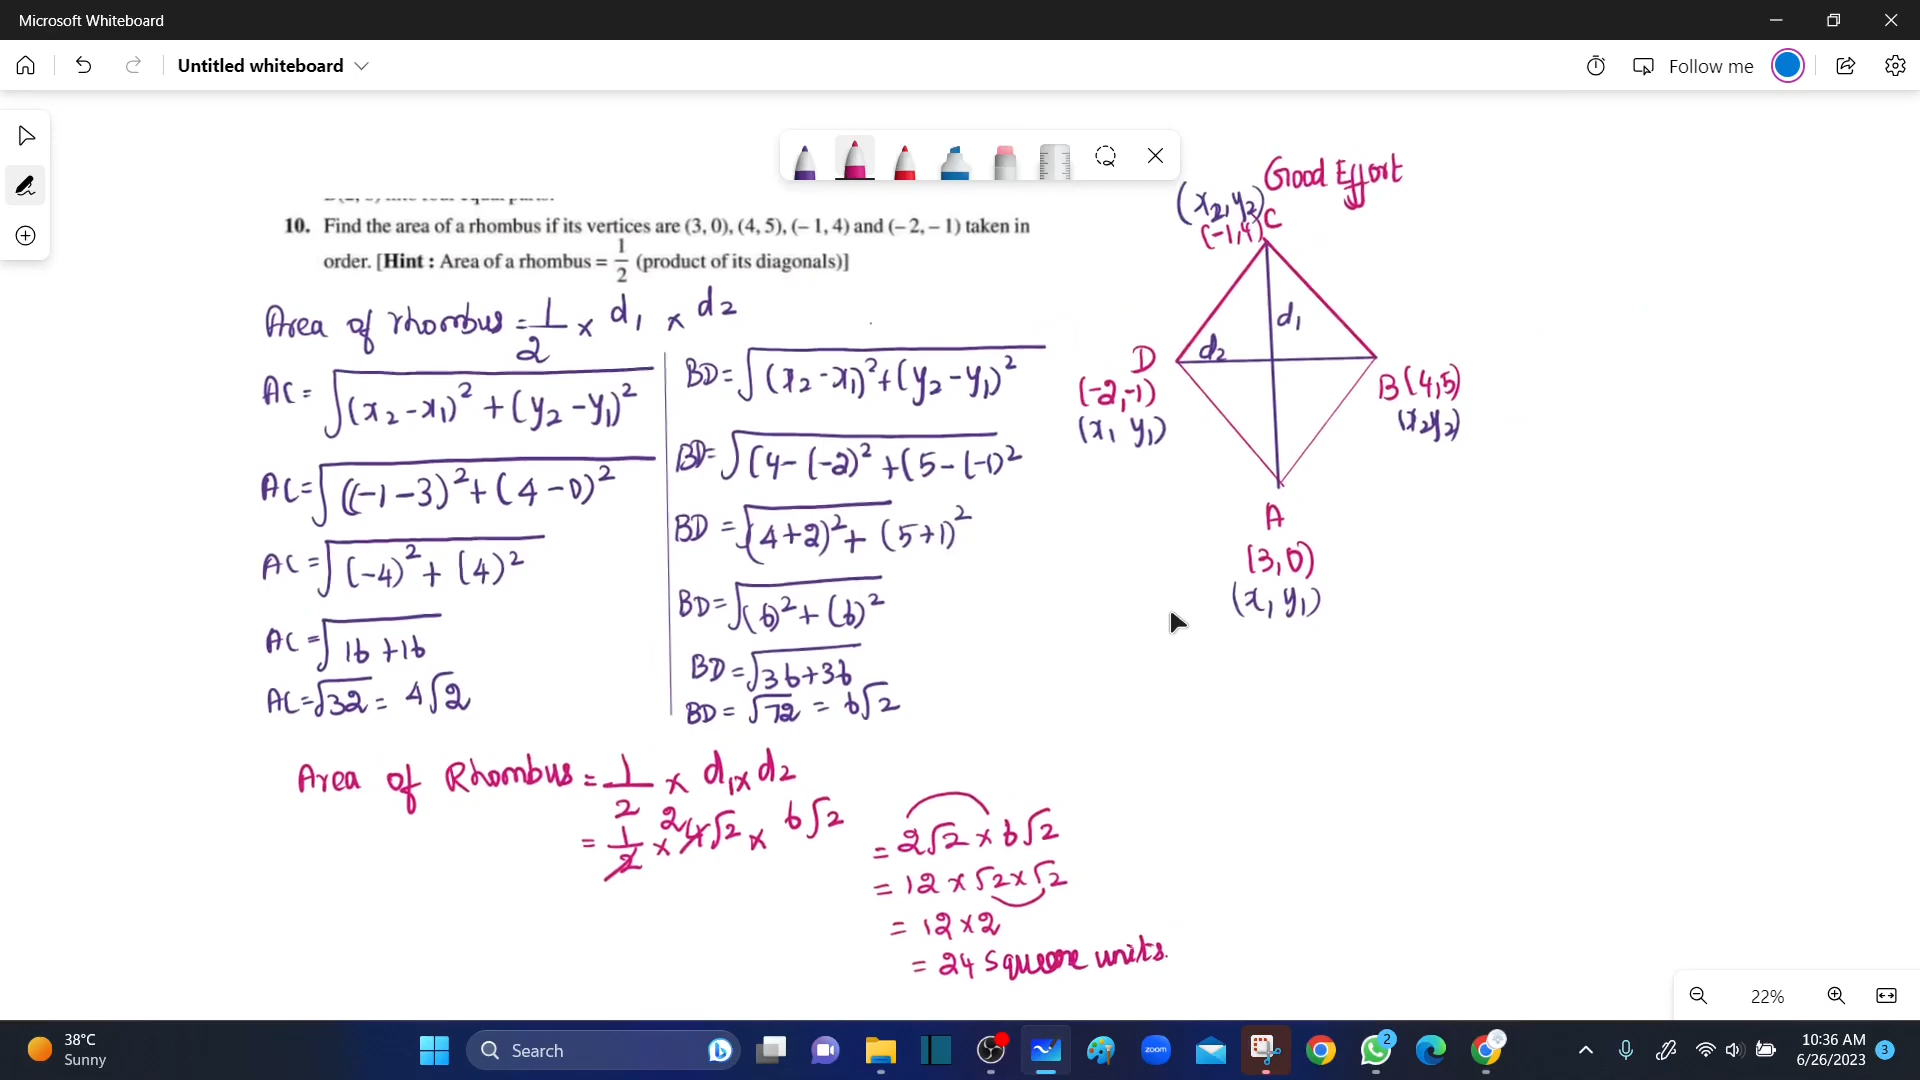 Microsoft Whiteboard
Untitled whiteboard
Follow me
10. Find the area of a rhombus if its vertices are (3, 0), (4, 5), (– 1, 4) and (– 2, – 1) taken in
order. [Hint : Area of a rhombus = 1/2 (product of its diagonals)]
Area of rhombus = 1/2 × d1 × d2
AC = √(x2 - x1)² + (y2 - y1)²
AC = √((-1-3)² + (4-0)²
AC = √(-4)² + (4)²
AC = √16+16
AC = √32 = 4√2
BD = √(x2 - x1)² + (y2 - y1)²
BD = √(4-(-2)² + (5-(-1)²
BD = √(4+2)² + (5+1)²
BD = √(6)² + (6)²
BD = √36+36
BD = √72 = 6√2
Area of Rhombus = 1/2 × d1 × d2
= 1/2 × 2 4√2 × 6√2
= 2√2 × 6√2
= 12 × √2 × √2
= 12 × 2
= 24 Square units.
Good Effort
(x2, y2)
(-1,4) C
d1
d2
D
(-2,-1)
(x1 y1)
B (4,5)
(x2 y2)
A
(3,0)
(x1 y1)
22%
38°C
Sunny
Search
zoom
2
10:36 AM
6/26/2023
3